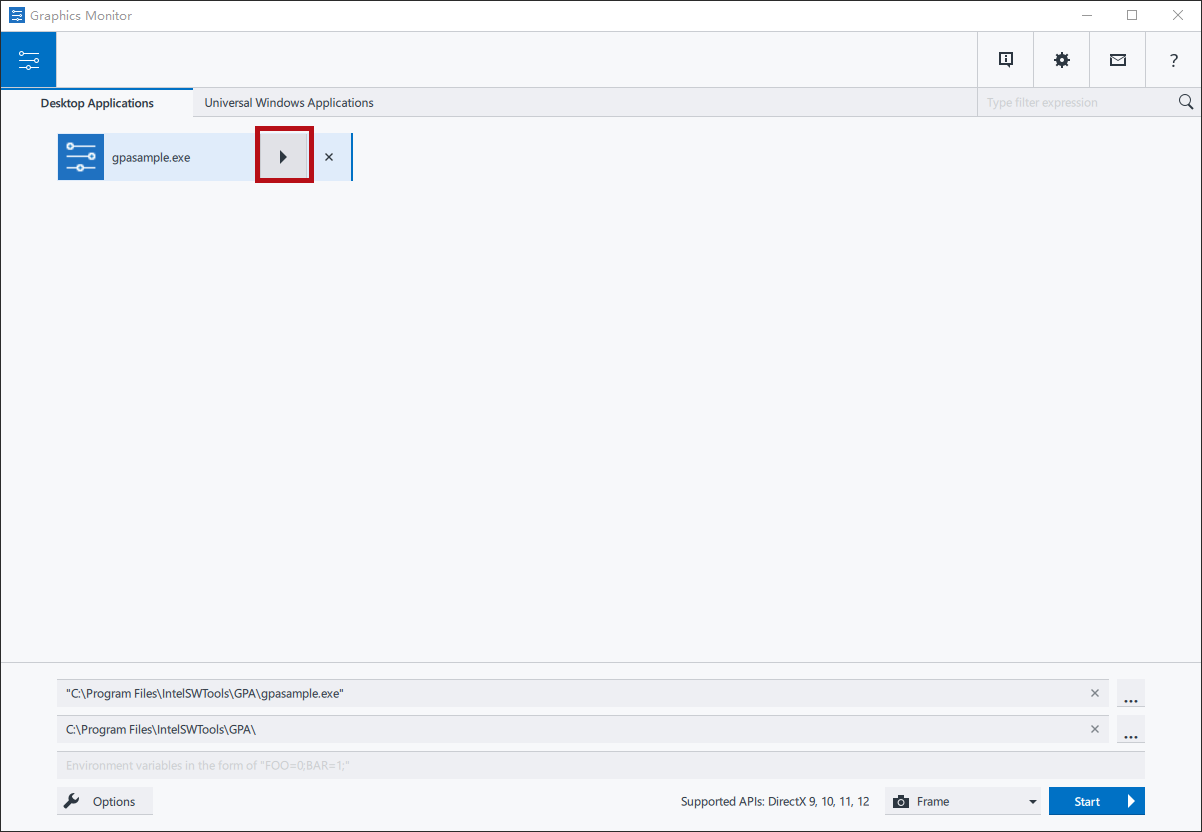 Graphics Monitor
?
Desktop Applications
Universal Windows Applications
Type filter expression
gpasample.exe
"C:\Program Files\IntelSWTools\GPA\gpasample.exe"
...
C:\Program Files\IntelSWTools\GPA\
...
Environment variables in the form of "FOO=0;BAR=1;"
Options
Supported APIs: DirectX 9, 10, 11, 12
Frame
Start